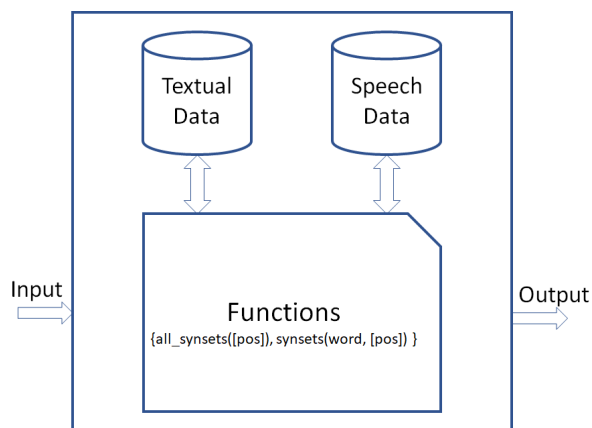 Textual
Data
Speech
Data
Input
Functions
{all_synsets([pos]), synsets(word, [pos]) }
Output